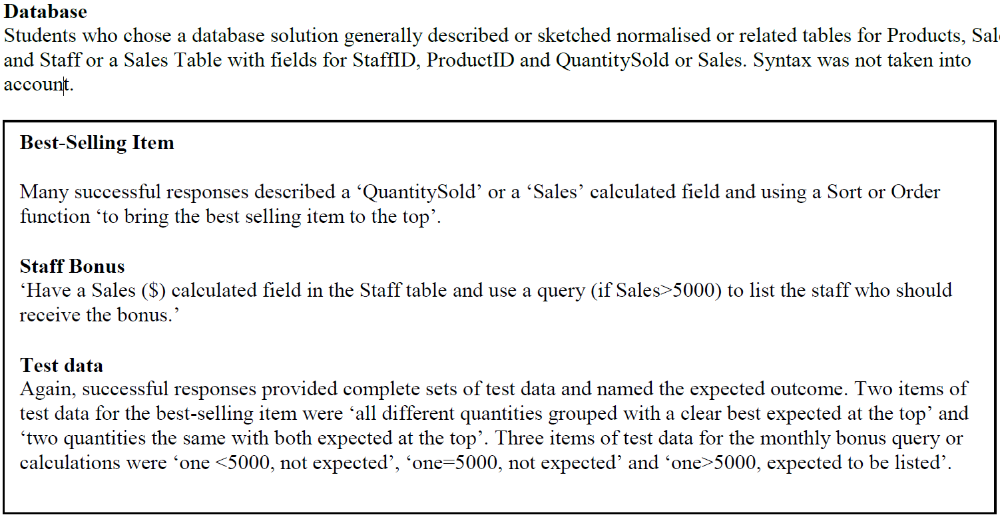 Database
Students who chose a database solution generally described or sketched normalised or related tables for Products, Sal
and Staff or a Sales Table with fields for StaffID, ProductID and QuantitySold or Sales. Syntax was not taken into
account.
Best-Selling Item
Many successful responses described a ‘QuantitySold’ or a ‘Sales’ calculated field and using a Sort or Order
function ‘to bring the best selling item to the top’.
Staff Bonus
‘Have a Sales ($) calculated field in the Staff table and use a query (if Sales>5000) to list the staff who should
receive the bonus.’
Test data
Again, successful responses provided complete sets of test data and named the expected outcome. Two items of
test data for the best-selling item were ‘all different quantities grouped with a clear best expected at the top’ and
‘two quantities the same with both expected at the top’. Three items of test data for the monthly bonus query or
calculations were ‘one <5000, not expected’, ‘one=5000, not expected’ and ‘one>5000, expected to be listed’.